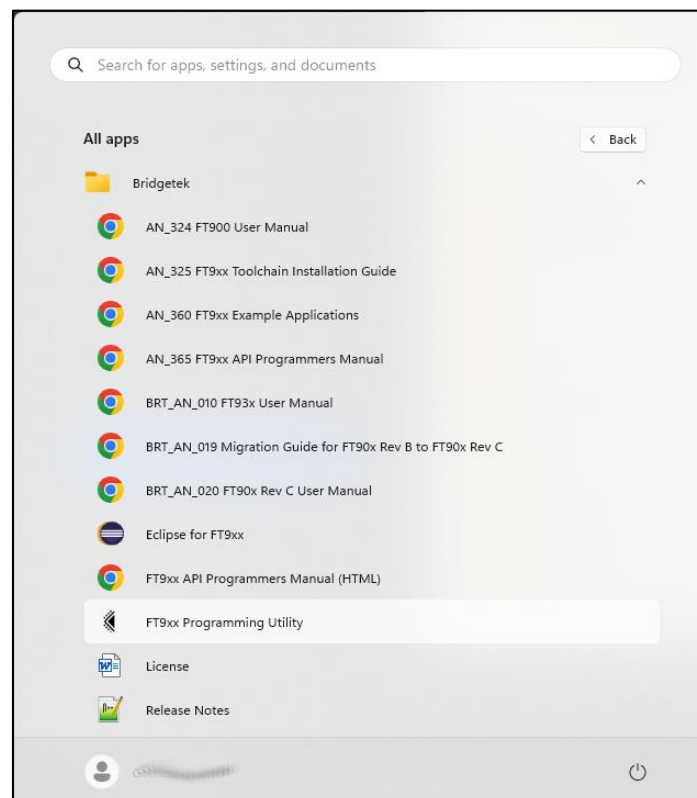 Search for apps, settings, and documents
All apps
Back
Bridgetek
AN_324 FT900 User Manual
AN_325 FT9xx Toolchain Installation Guide
AN_360 FT9xx Example Applications
AN_365 FT9xx API Programmers Manual
BRT_AN_010 FT93x User Manual
BRT_AN_019 Migration Guide for FT90x Rev B to FT90x Rev C
BRT_AN_020 FT90x Rev C User Manual
Eclipse for FT9xx
FT9xx API Programmers Manual (HTML)
FT9xx Programming Utility
License
Release Notes